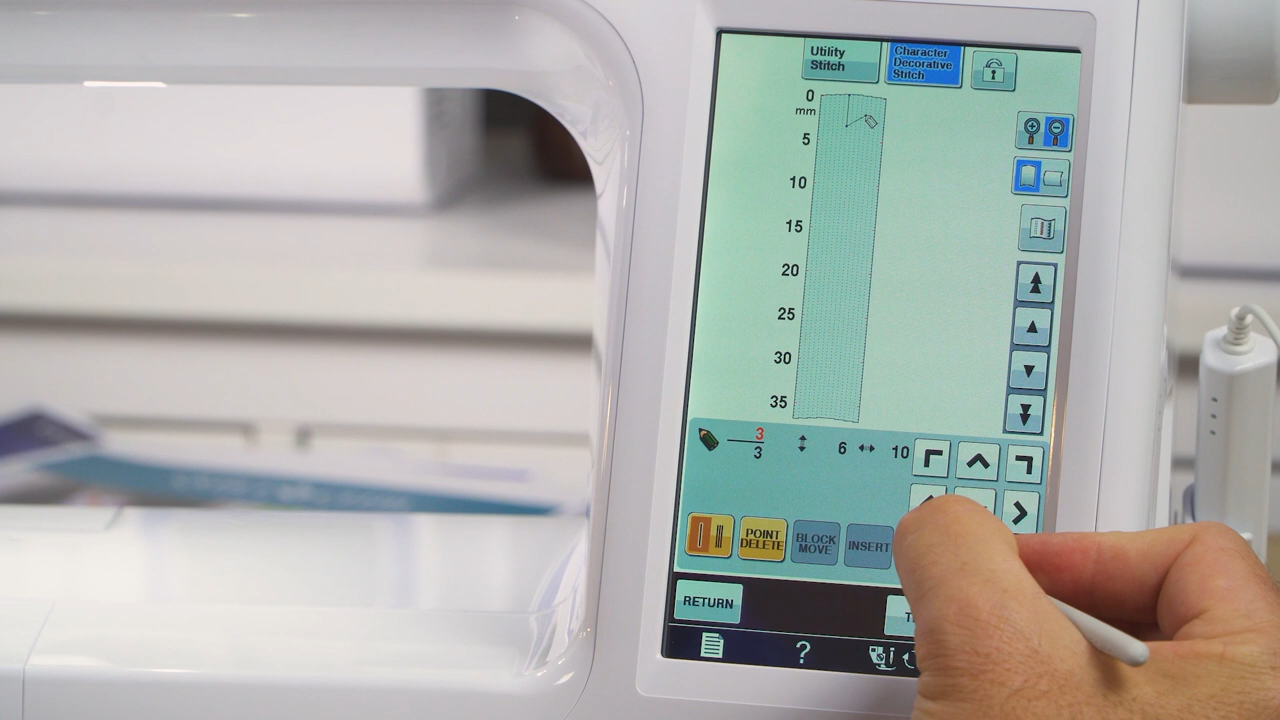 Utility
Stitch
Character
Decorative
Stitch
0
mm
5
10
15
20
25
30
35
3
3
6
10
POINT
DELETE
BLOCK
MOVE
INSERT
RETURN
?